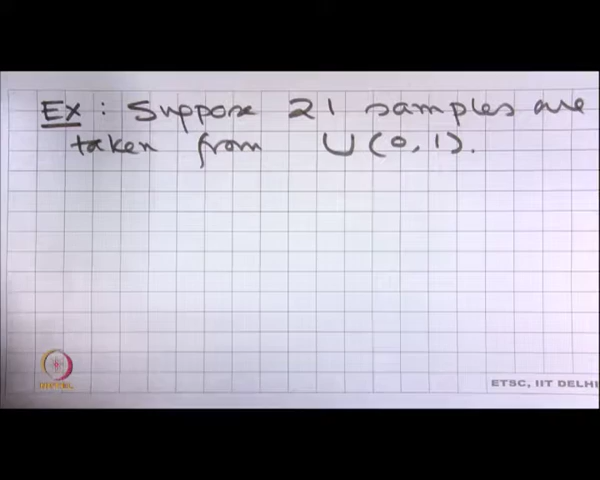 Ex : Suppose 21 samples are
taken from U(0,1).
ETSC, IIT DELHI